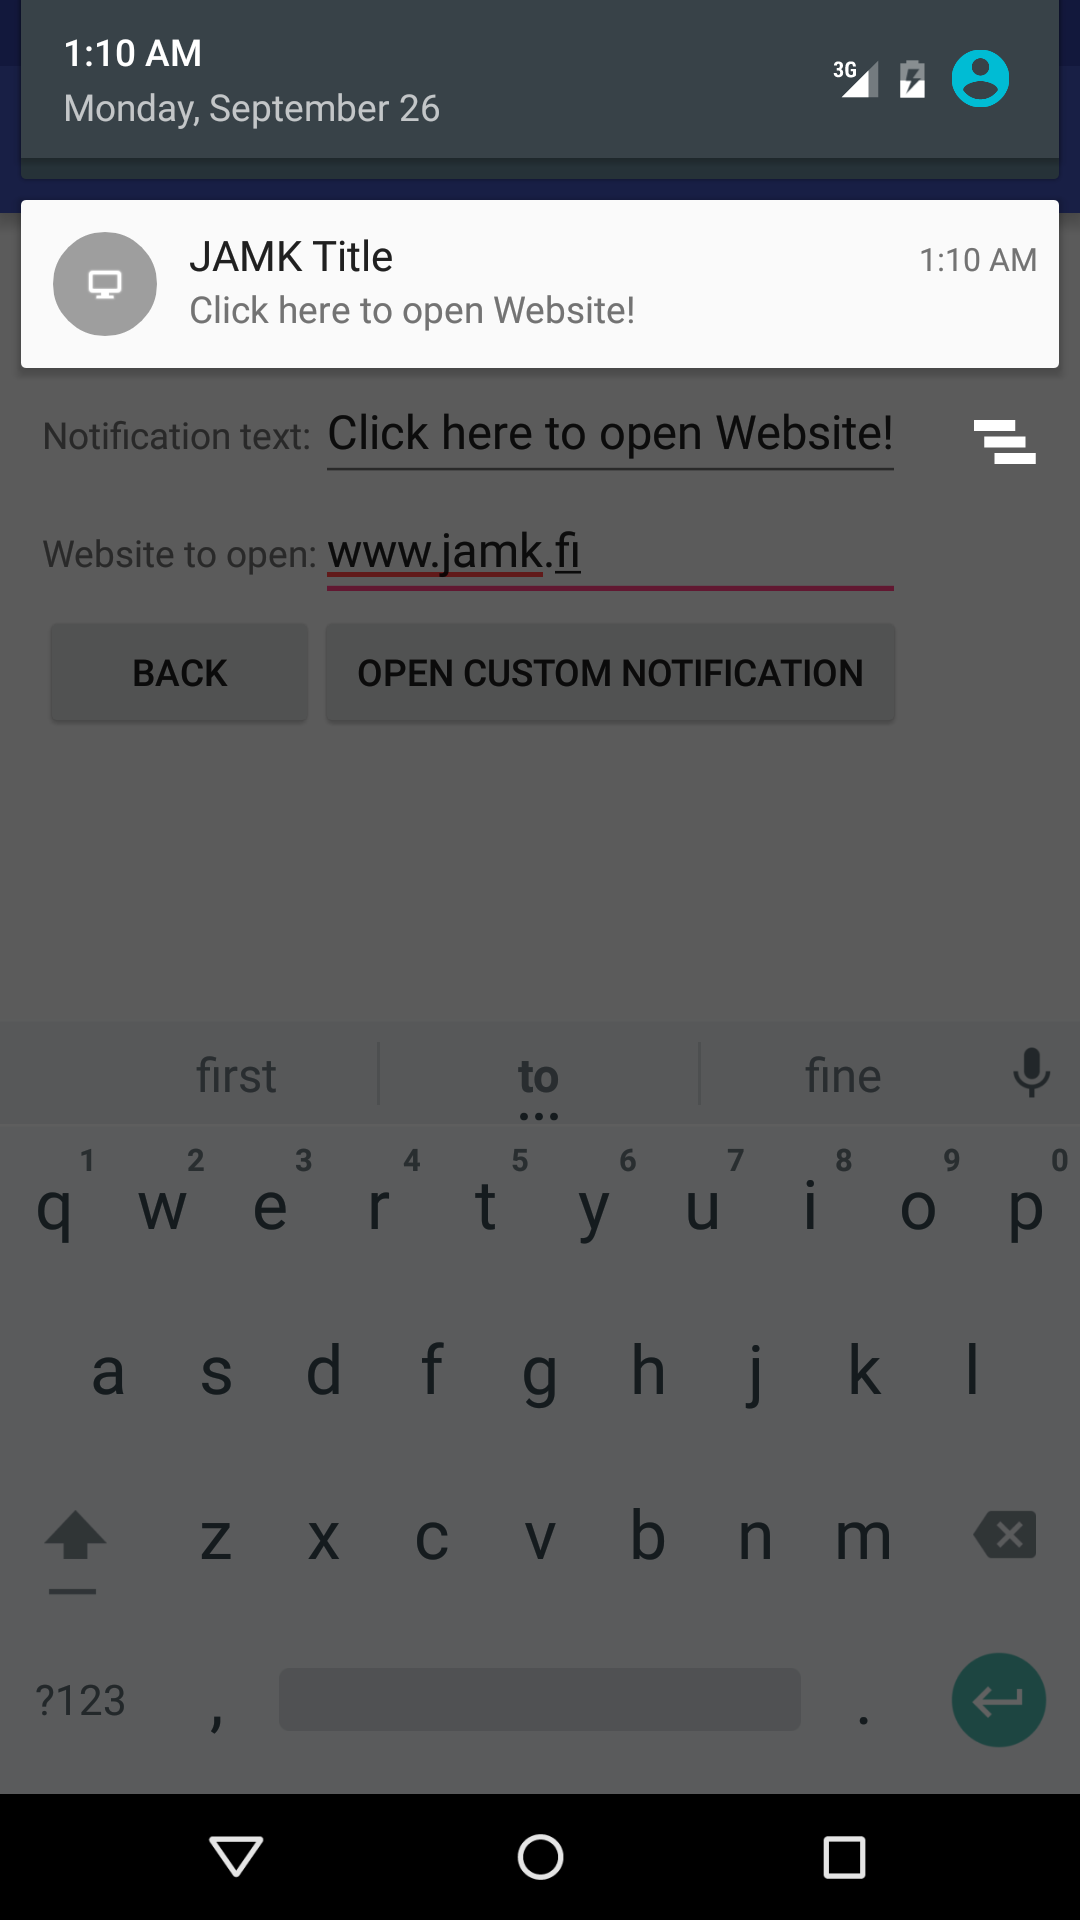 1:10 AM
Monday, September 26
3G
JAMK Title
1:10 AM
Click here to open Website!
Notification text: Click here to open Website!
Website to open: www.jamk.fi
BACK
OPEN CUSTOM NOTIFICATION
first to fine
1 2 3 4 5 6 7 8 9 0
q w e r t y u i o p
a s d f g h j k l
z x c v b n m
?123 , .